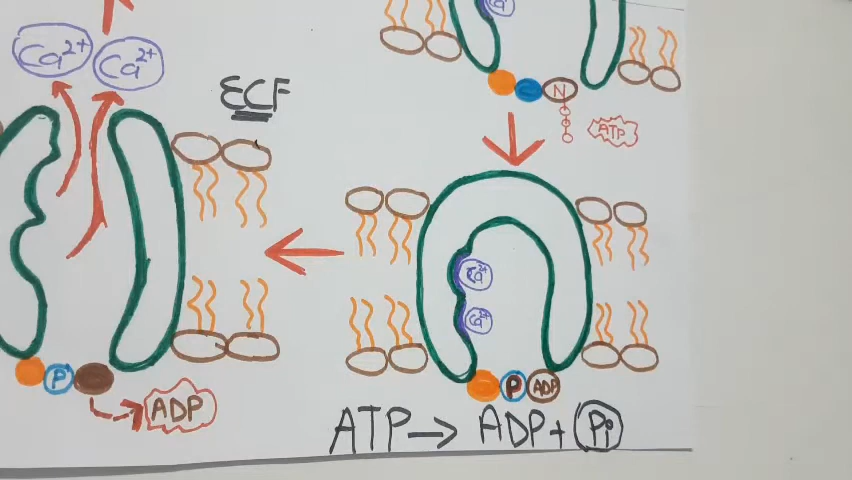 Ca
Ca²⁺
Ca²⁺
ECF
N
ATP
Ca²⁺
Ca²⁺
P
P
ADP
ADP
ATP → ADP + Pi